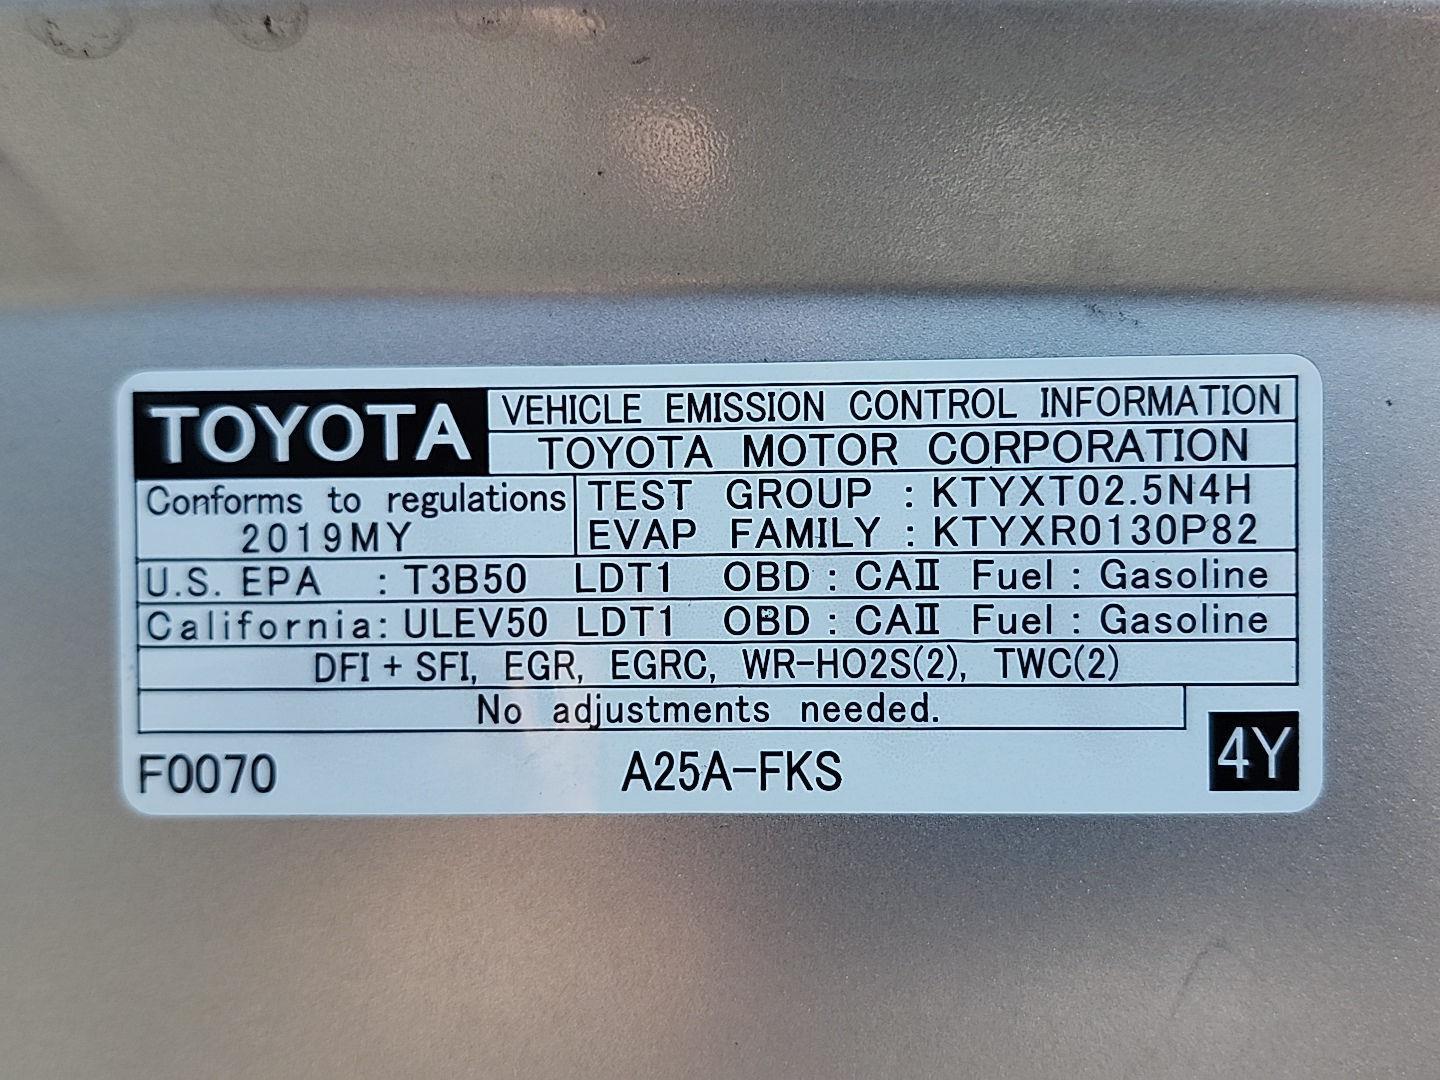 TOYOTA
VEHICLE EMISSION CONTROL INFORMATION
TOYOTA MOTOR CORPORATION
Conforms to regulations
2019MY
TEST GROUP : KTYXT02.5N4H
EVAP FAMILY : KTYXR0130P82
U.S. EPA : T3B50 LDT1 OBD : CAⅡ Fuel : Gasoline
California: ULEV50 LDT1 OBD : CAⅡ Fuel : Gasoline
DFI + SFI, EGR, EGRC, WR-HO2S(2), TWC(2)
No adjustments needed.
F0070
A25A-FKS
4Y